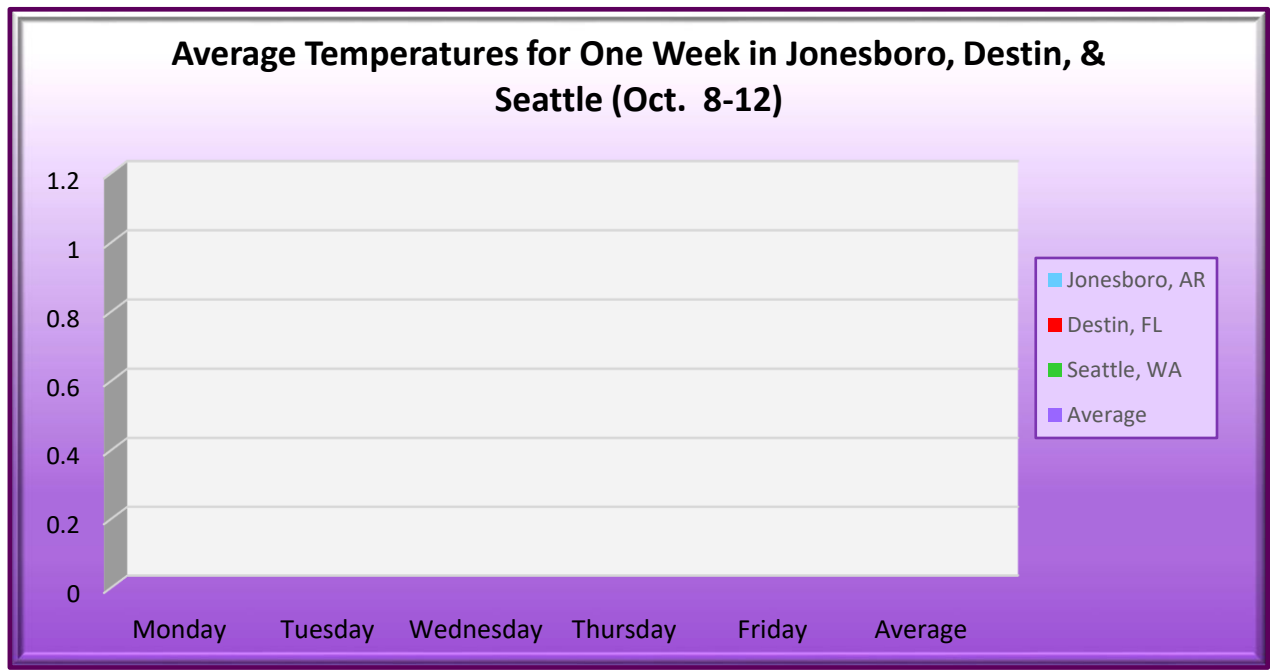 Average Temperatures for One Week in Jonesboro, Destin, &
Seattle (Oct.  8-12)
1.2
1
0.8
0.6
0.4
0.2
0
Monday
Tuesday
Wednesday
Thursday
Friday
Average
Jonesboro, AR
Destin, FL
Seattle, WA
Average